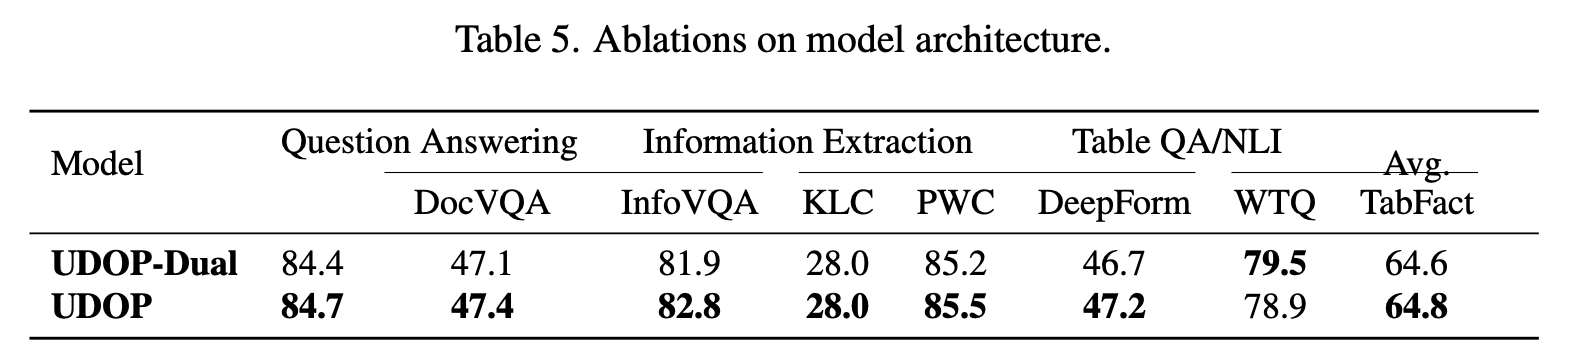 Table 5. Ablations on model architecture.
Model Question Answering Information Extraction Table QA/NLI Avg.
DocVQA InfoVQA KLC PWC DeepForm WTQ TabFact
UDOP-Dual 84.4 47.1 81.9 28.0 85.2 46.7 79.5 64.6
UDOP 84.7 47.4 82.8 28.0 85.5 47.2 78.9 64.8